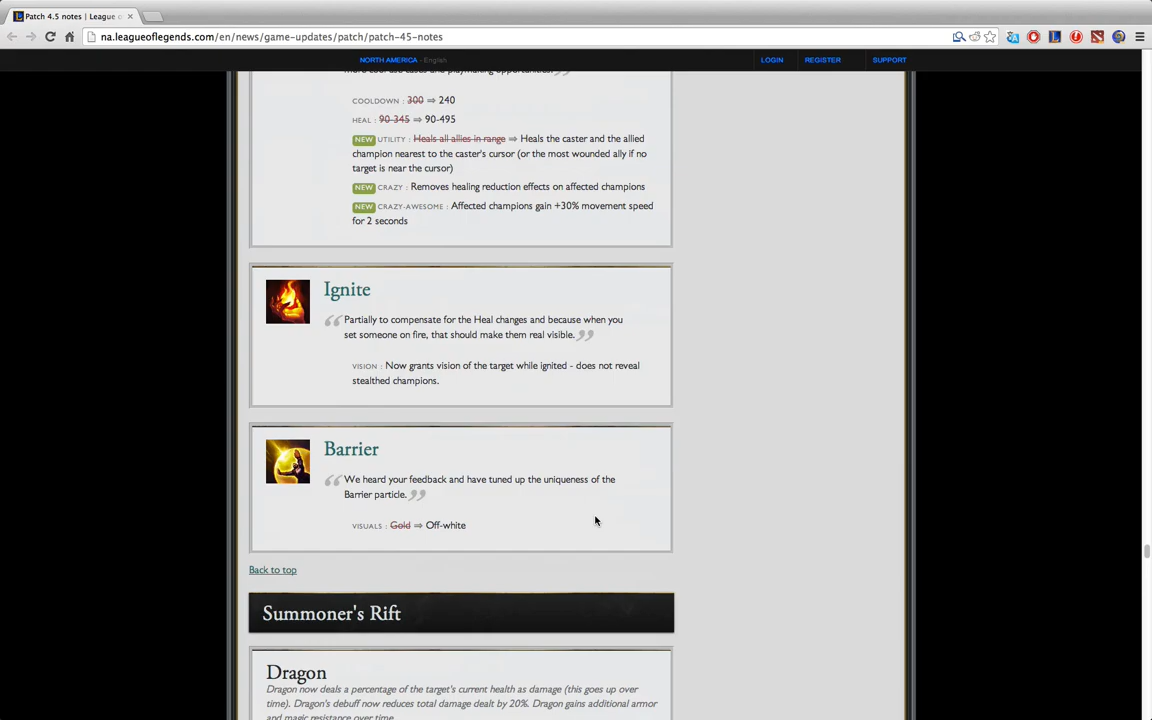 Patch 4.5 notes | League o
na.leagueoflegends.com/en/news/game-updates/patch/patch-45-notes
NORTH AMERICA - English
LOGIN
REGISTER
SUPPORT
more cool use cases and playmaking opportunities. ”
COOLDOWN : 300 ⇒ 240
HEAL : 90-345 ⇒ 90-495
NEW UTILITY : Heals all allies in range ⇒ Heals the caster and the allied
champion nearest to the caster's cursor (or the most wounded ally if no
target is near the cursor)
NEW CRAZY : Removes healing reduction effects on affected champions
NEW CRAZY-AWESOME : Affected champions gain +30% movement speed
for 2 seconds
Ignite
“ Partially to compensate for the Heal changes and because when you
set someone on fire, that should make them real visible. ”
VISION : Now grants vision of the target while ignited - does not reveal
stealthed champions.
Barrier
“ We heard your feedback and have tuned up the uniqueness of the
Barrier particle. ”
VISUALS : Gold ⇒ Off-white
Back to top
Summoner's Rift
Dragon
Dragon now deals a percentage of the target's current health as damage (this goes up over
time). Dragon's debuff now reduces total damage dealt by 20%. Dragon gains additional armor
and magic resistance over time.